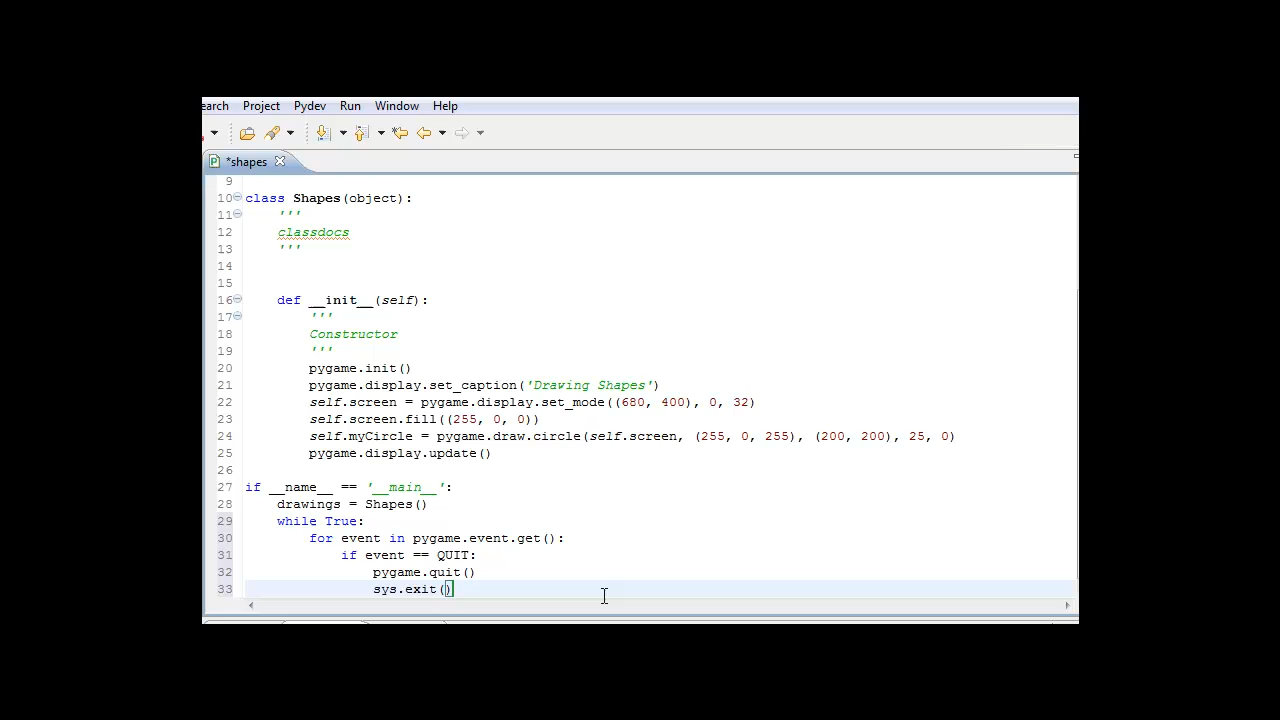 earch Project Pydev Run Window Help
*shapes
9
10 class Shapes(object):
11 '''
12 classdocs
13 '''
14
15
16 def __init__(self):
17 '''
18 Constructor
19 '''
20 pygame.init()
21 pygame.display.set_caption('Drawing Shapes')
22 self.screen = pygame.display.set_mode((680, 400), 0, 32)
23 self.screen.fill((255, 0, 0))
24 self.myCircle = pygame.draw.circle(self.screen, (255, 0, 255), (200, 200), 25, 0)
25 pygame.display.update()
26
27 if __name__ == '__main__':
28 drawings = Shapes()
29 while True:
30 for event in pygame.event.get():
31 if event == QUIT:
32 pygame.quit()
33 sys.exit()